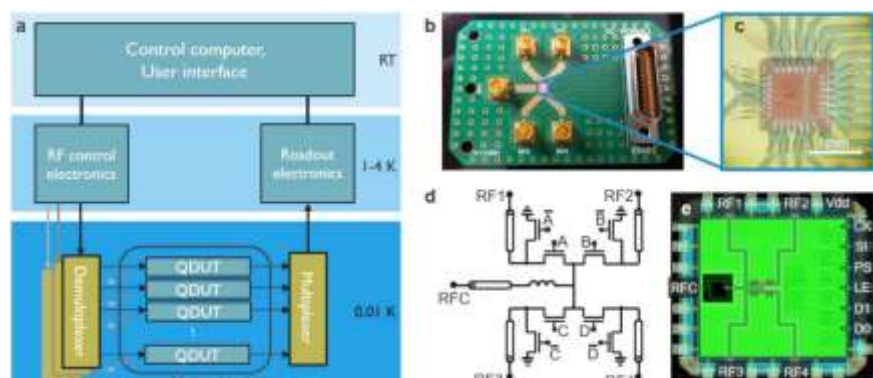 a
Control computer,
User interface
RT
RF control
electronics
Readout
electronics
1-4 K
Demultiplexer
QDUT
QDUT
QDUT
QDUT
Multiplexer
0.01 K
b
c
d
RF1
RF2
A
B
A
B
RFC
C
D
C
D
RF3
e
RF1
RF2
Vdd
CK
SI
PS
RFC
LE
D1
D0
RF3
RF4